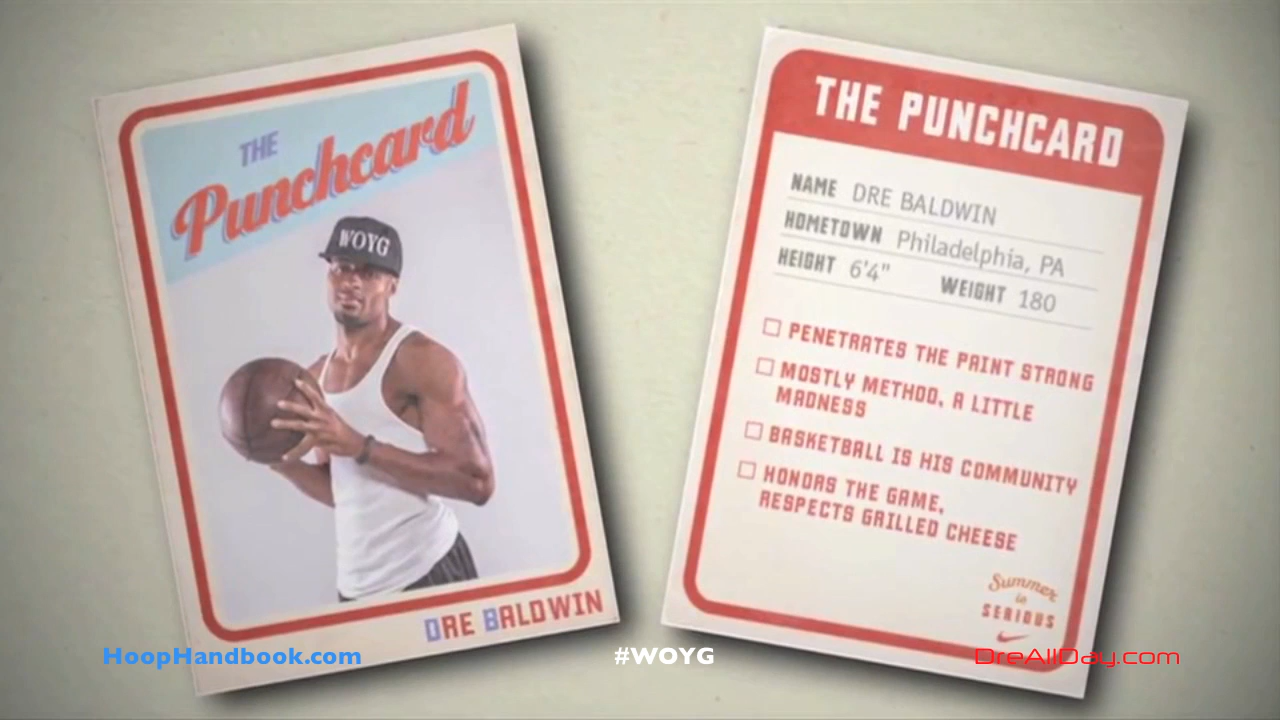 THE
Punchcard
WOYG
DRE BALDWIN
THE PUNCHCARD
NAME DRE BALDWIN
HOMETOWN Philadelphia, PA
HEIGHT 6'4" WEIGHT 180
PENETRATES THE PAINT STRONG
MOSTLY METHOD, A LITTLE
MADNESS
BASKETBALL IS HIS COMMUNITY
HONORS THE GAME,
RESPECTS GRILLED CHEESE
Summer
is
SERIOUS
HoopHandbook.com
#WOYG
DreAllDay.com